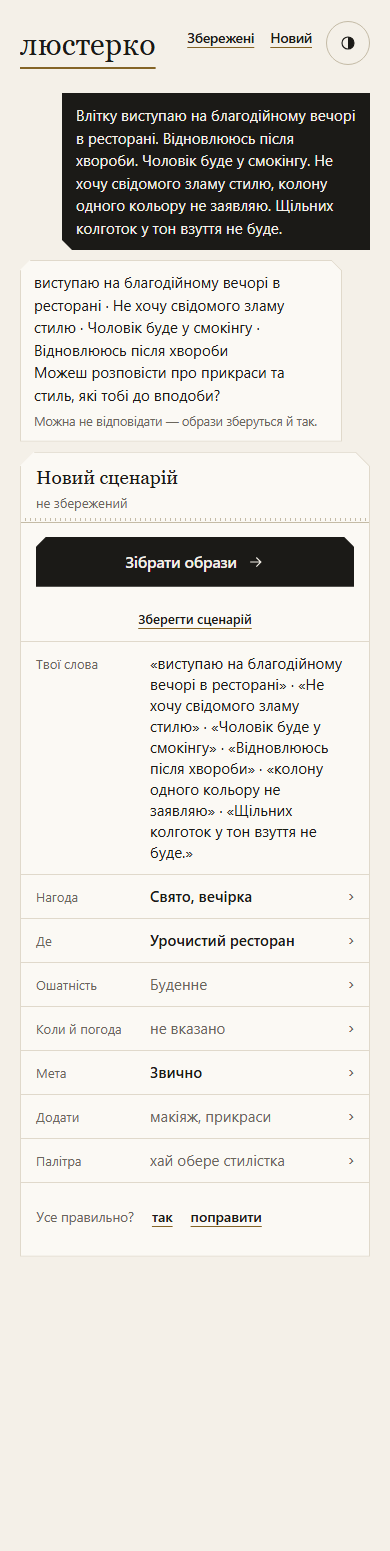 люстерко
Збережені
Новий
Влітку виступаю на благодійному вечорі
в ресторані. Відновлююсь після
хвороби. Чоловік буде у смокінгу. Не
хочу свідомого зламу стилю, колону
одного кольору не заявляю. Щільних
колготок у тон взуття не буде.
виступаю на благодійному вечорі в
ресторані · Не хочу свідомого зламу
стилю · Чоловік буде у смокінгу ·
Відновлююсь після хвороби
Можеш розповісти про прикраси та
стиль, які тобі до вподоби?
Можна не відповідати — образи зберуться й так.
Новий сценарій
не збережений
Зібрати образи →
Зберегти сценарій
Твої слова
«виступаю на благодійному
вечорі в ресторані» · «Не
хочу свідомого зламу
стилю» · «Чоловік буде у
смокінгу» · «Відновлююсь
після хвороби» · «колону
одного кольору не
заявляю» · «Щільних
колготок у тон взуття не
буде.»
Нагода Свято, вечірка ›
Де Урочистий ресторан ›
Ошатність Буденне ›
Коли й погода не вказано ›
Мета Звично ›
Додати макіяж, прикраси ›
Палітра хай обере стилістка ›
Усе правильно? так поправити